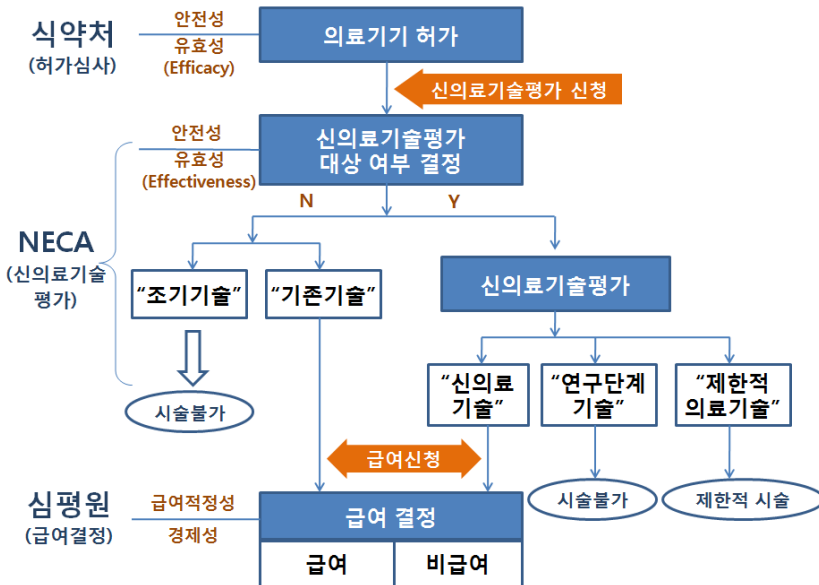 식약처
(허가심사)
안전성
유효성
(Efficacy)
의료기기 허가
신의료기술평가 신청
NECA
(신의료기술
평가)
안전성
유효성
(Effectiveness)
신의료기술평가
대상 여부 결정
N
Y
“조기기술”
“기존기술”
신의료기술평가
시술불가
“신의료
기술”
“연구단계
기술”
“제한적
의료기술”
급여신청
시술불가
제한적 시술
심평원
(급여결정)
급여적정성
경제성
급여 결정
급여
비급여